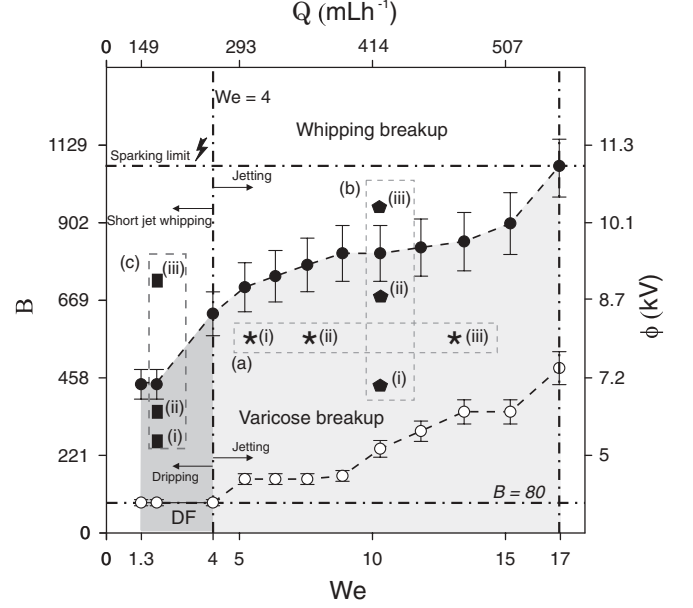 Q (mLh⁻¹)
0 149 293 414 507
We = 4
Whipping breakup
1129
11.3
Sparking limit
Jetting
(b)
(iii)
902
10.1
Short jet whipping
(c)
(iii)
B
669
(ii)
8.7
ϕ (kV)
*(i)
*(ii)
*(iii)
(a)
458
(i)
7.2
(ii)
Varicose breakup
(i)
Jetting
221
5
Dripping
B = 80
DF
0
0 1.3 4 5 10 15 17
We